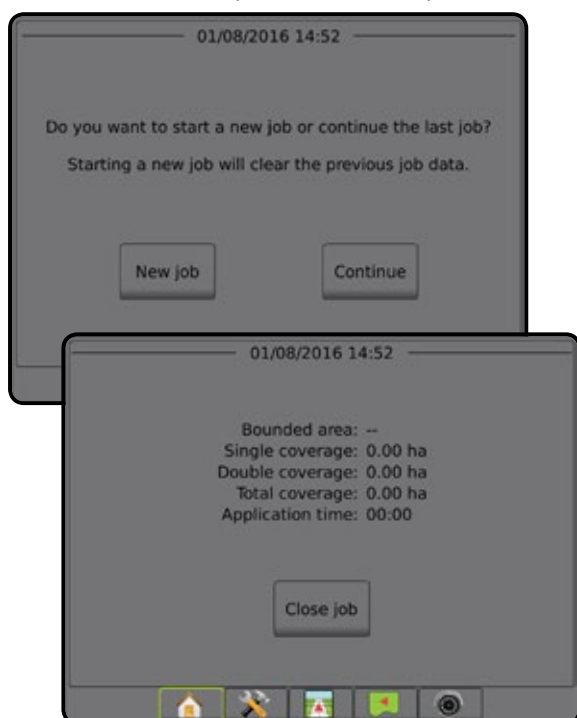 01/08/2016 14:52
Do you want to start a new job or continue the last job?
Starting a new job will clear the previous job data.
New job
Continue
01/08/2016 14:52
Bounded area: --
Single coverage: 0.00 ha
Double coverage: 0.00 ha
Total coverage: 0.00 ha
Application time: 00:00
Close job